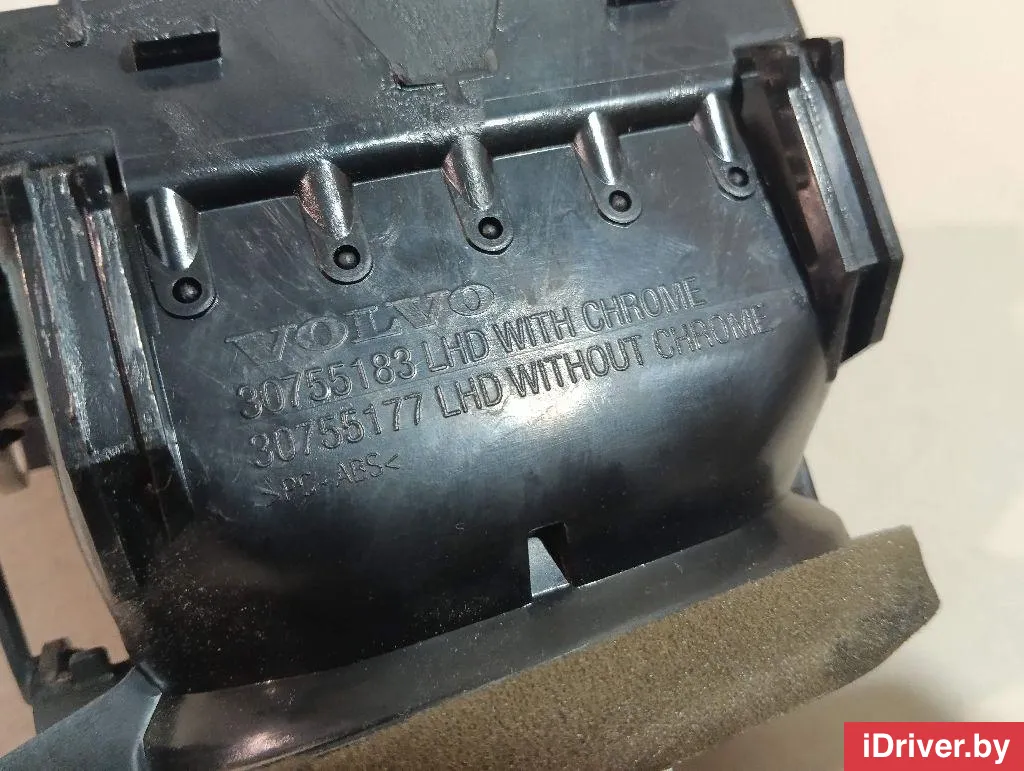 VOLVO
30755183 LHD WITH CHROME
30755177 LHD WITHOUT CHROME
>PC-ABS<
iDriver.by